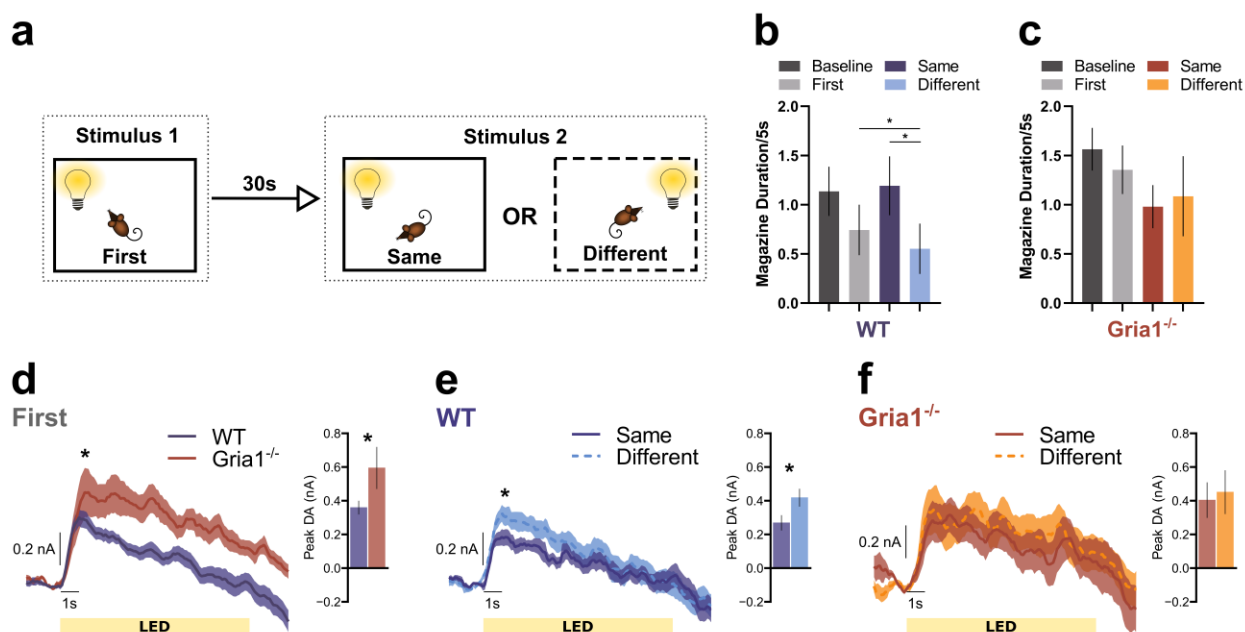 a
Stimulus 1
First
30s
Stimulus 2
Same
OR
Different
b
Baseline
First
Same
Different
Magazine Duration/5s
2.0
1.5
1.0
0.5
0.0
*
*
WT
c
Baseline
First
Same
Different
Magazine Duration/5s
2.0
1.5
1.0
0.5
0.0
Gria1-/-
d
First
WT
Gria1-/-
*
0.2 nA
1s
LED
Peak DA (nA)
0.8
0.6
0.4
0.2
0.0
−0.2
*
e
WT
Same
Different
*
0.2 nA
1s
LED
Peak DA (nA)
0.8
0.6
0.4
0.2
0.0
−0.2
*
f
Gria1-/-
Same
Different
0.2 nA
1s
LED
Peak DA (nA)
0.8
0.6
0.4
0.2
0.0
−0.2